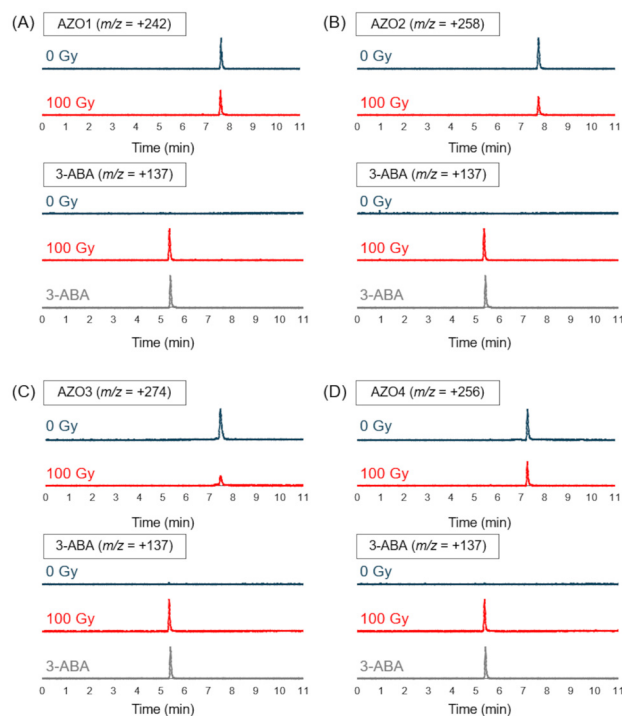 (A) AZO1 (m/z = +242)
0 Gy
100 Gy
0 1 2 3 4 5 6 7 8 9 10 11
Time (min)
3-ABA (m/z = +137)
0 Gy
100 Gy
3-ABA
0 1 2 3 4 5 6 7 8 9 10 11
Time (min)
(B) AZO2 (m/z = +258)
0 Gy
100 Gy
0 1 2 3 4 5 6 7 8 9 10 11
Time (min)
3-ABA (m/z = +137)
0 Gy
100 Gy
3-ABA
0 1 2 3 4 5 6 7 8 9 10 11
Time (min)
(C) AZO3 (m/z = +274)
0 Gy
100 Gy
0 1 2 3 4 5 6 7 8 9 10 11
Time (min)
3-ABA (m/z = +137)
0 Gy
100 Gy
3-ABA
0 1 2 3 4 5 6 7 8 9 10 11
Time (min)
(D) AZO4 (m/z = +256)
0 Gy
100 Gy
0 1 2 3 4 5 6 7 8 9 10 11
Time (min)
3-ABA (m/z = +137)
0 Gy
100 Gy
3-ABA
0 1 2 3 4 5 6 7 8 9 10 11
Time (min)